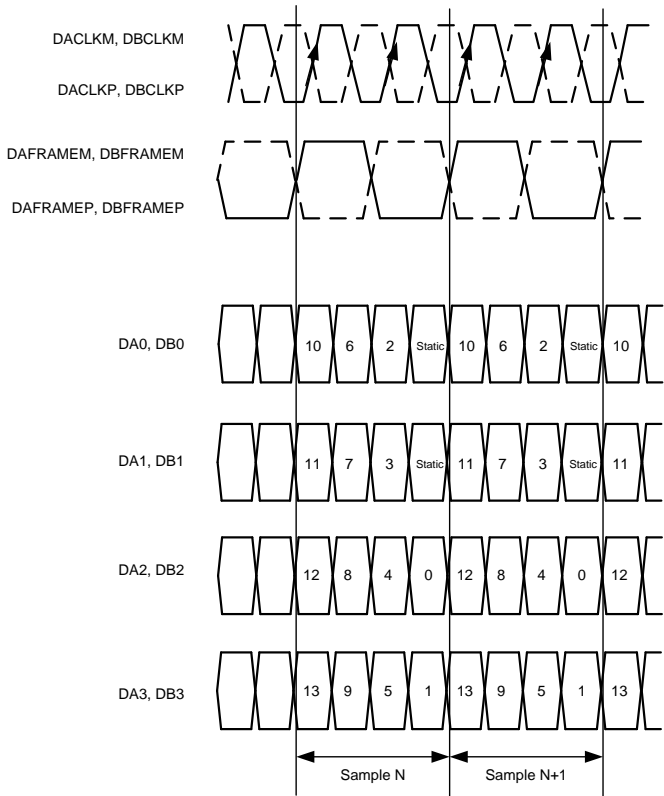 DACLKM, DBCLKM
DACLKP, DBCLKP
DAFRAMEM, DBFRAMEM
DAFRAMEP, DBFRAMEP
DA0, DB0 10 6 2 Static 10 6 2 Static 10
DA1, DB1 11 7 3 Static 11 7 3 Static 11
DA2, DB2 12 8 4 0 12 8 4 0 12
DA3, DB3 13 9 5 1 13 9 5 1 13
Sample N Sample N+1